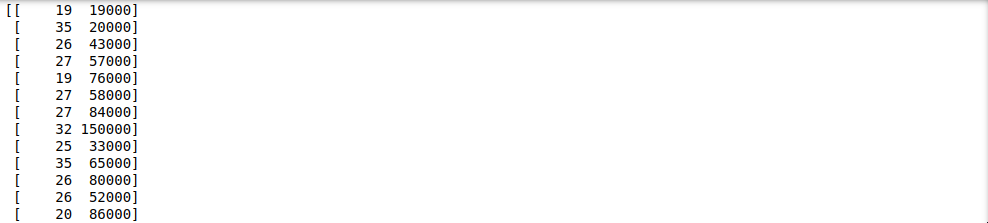 [[    19  19000]
 [    35  20000]
 [    26  43000]
 [    27  57000]
 [    19  76000]
 [    27  58000]
 [    27  84000]
 [    32 150000]
 [    25  33000]
 [    35  65000]
 [    26  80000]
 [    26  52000]
 [    20  86000]